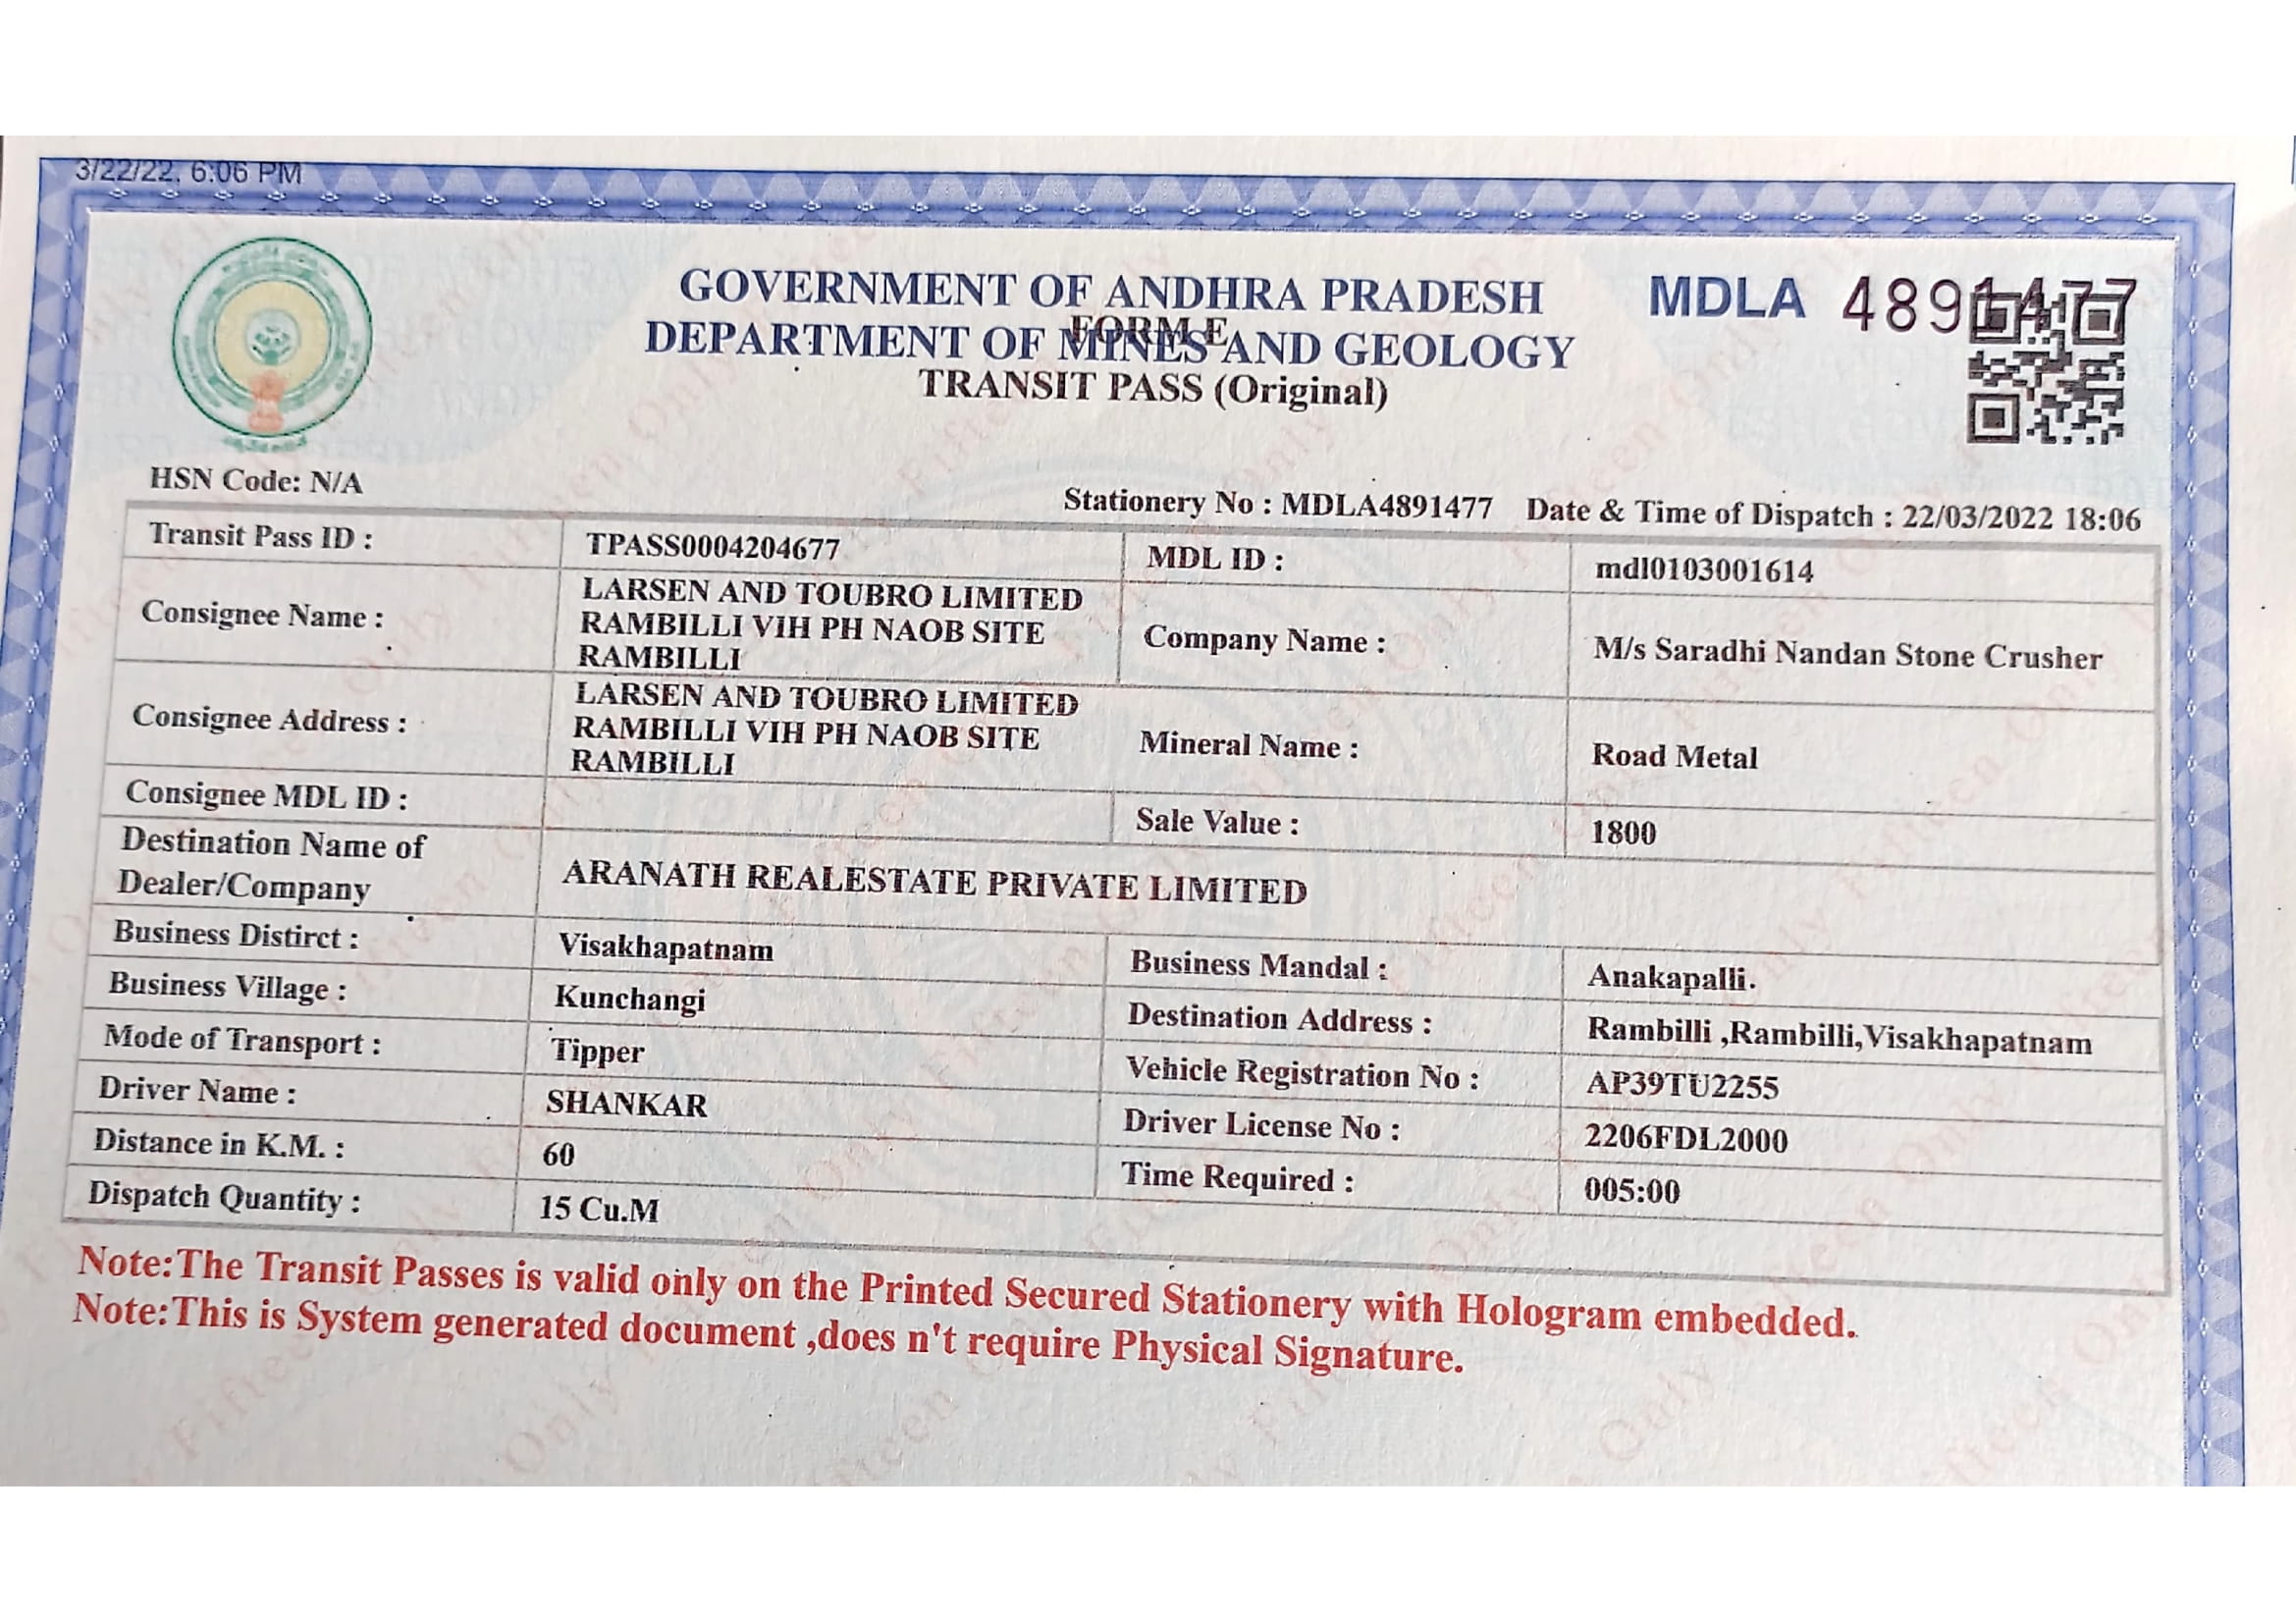 3/22/22, 6:06 PM
GOVERNMENT OF ANDHRA PRADESH
MDLA 4891477
FORM E
DEPARTMENT OF MINES AND GEOLOGY
TRANSIT PASS (Original)
HSN Code: N/A
Stationery No : MDLA4891477 Date & Time of Dispatch : 22/03/2022 18:06
Transit Pass ID : TPASS0004204677 MDL ID : mdl0103001614
Consignee Name : LARSEN AND TOUBRO LIMITED
RAMBILLI VIH PH NAOB SITE
RAMBILLI
Company Name : M/s Saradhi Nandan Stone Crusher
Consignee Address : LARSEN AND TOUBRO LIMITED
RAMBILLI VIH PH NAOB SITE
RAMBILLI
Mineral Name : Road Metal
Consignee MDL ID : Sale Value : 1800
Destination Name of
Dealer/Company
ARANATH REALESTATE PRIVATE LIMITED
Business Distirct : Visakhapatnam Business Mandal : Anakapalli.
Business Village : Kunchangi Destination Address : Rambilli ,Rambilli,Visakhapatnam
Mode of Transport : Tipper Vehicle Registration No : AP39TU2255
Driver Name : SHANKAR Driver License No : 2206FDL2000
Distance in K.M. : 60 Time Required : 005:00
Dispatch Quantity : 15 Cu.M
Note:The Transit Passes is valid only on the Printed Secured Stationery with Hologram embedded.
Note:This is System generated document ,does n't require Physical Signature.